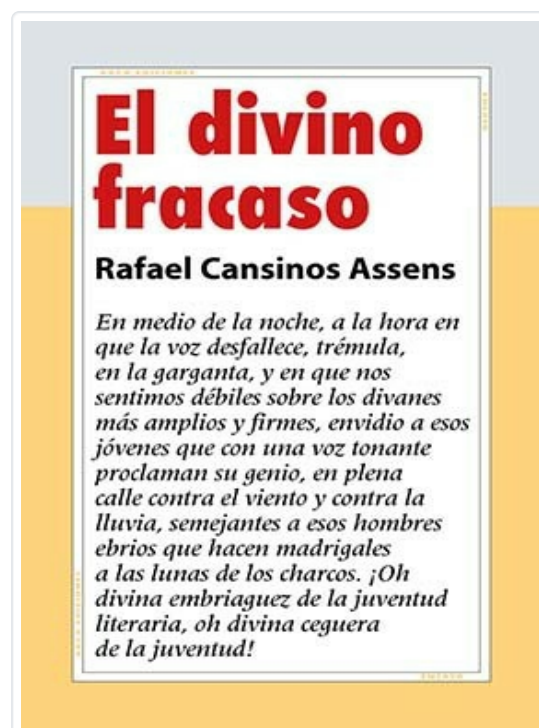 El divino
fracaso
Rafael Cansinos Assens
En medio de la noche, a la hora en
que la voz desfallece, trémula,
en la garganta, y en que nos
sentimos débiles sobre los divanes
más amplios y firmes, envidio a esos
jóvenes que con una voz tonante
proclaman su genio, en plena
calle contra el viento y contra la
lluvia, semejantes a esos hombres
ebrios que hacen madrigales
a las lunas de los charcos. ¡Oh
divina embriaguez de la juventud
literaria, oh divina ceguera
de la juventud!